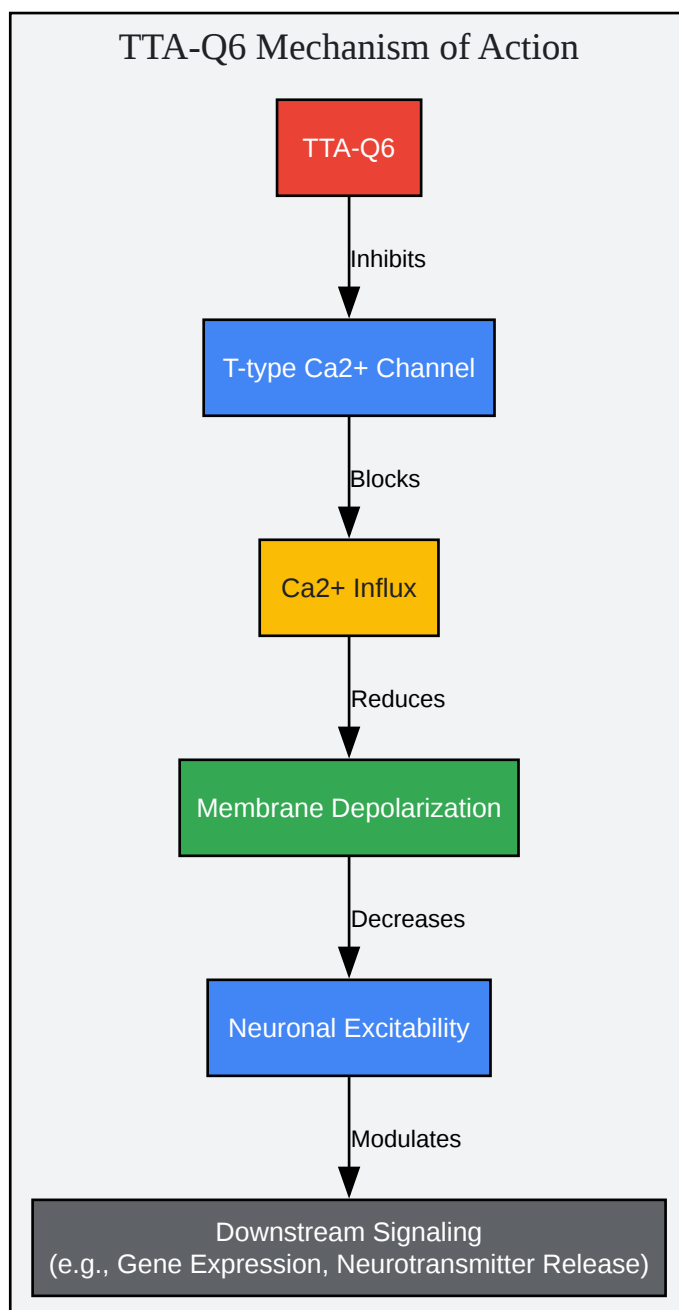 TTA-Q6 Mechanism of Action
TTA-Q6
Inhibits
T-type Ca2+ Channel
Blocks
Ca2+ Influx
Reduces
Membrane Depolarization
Decreases
Neuronal Excitability
Modulates
Downstream Signaling
(e.g., Gene Expression, Neurotransmitter Release)